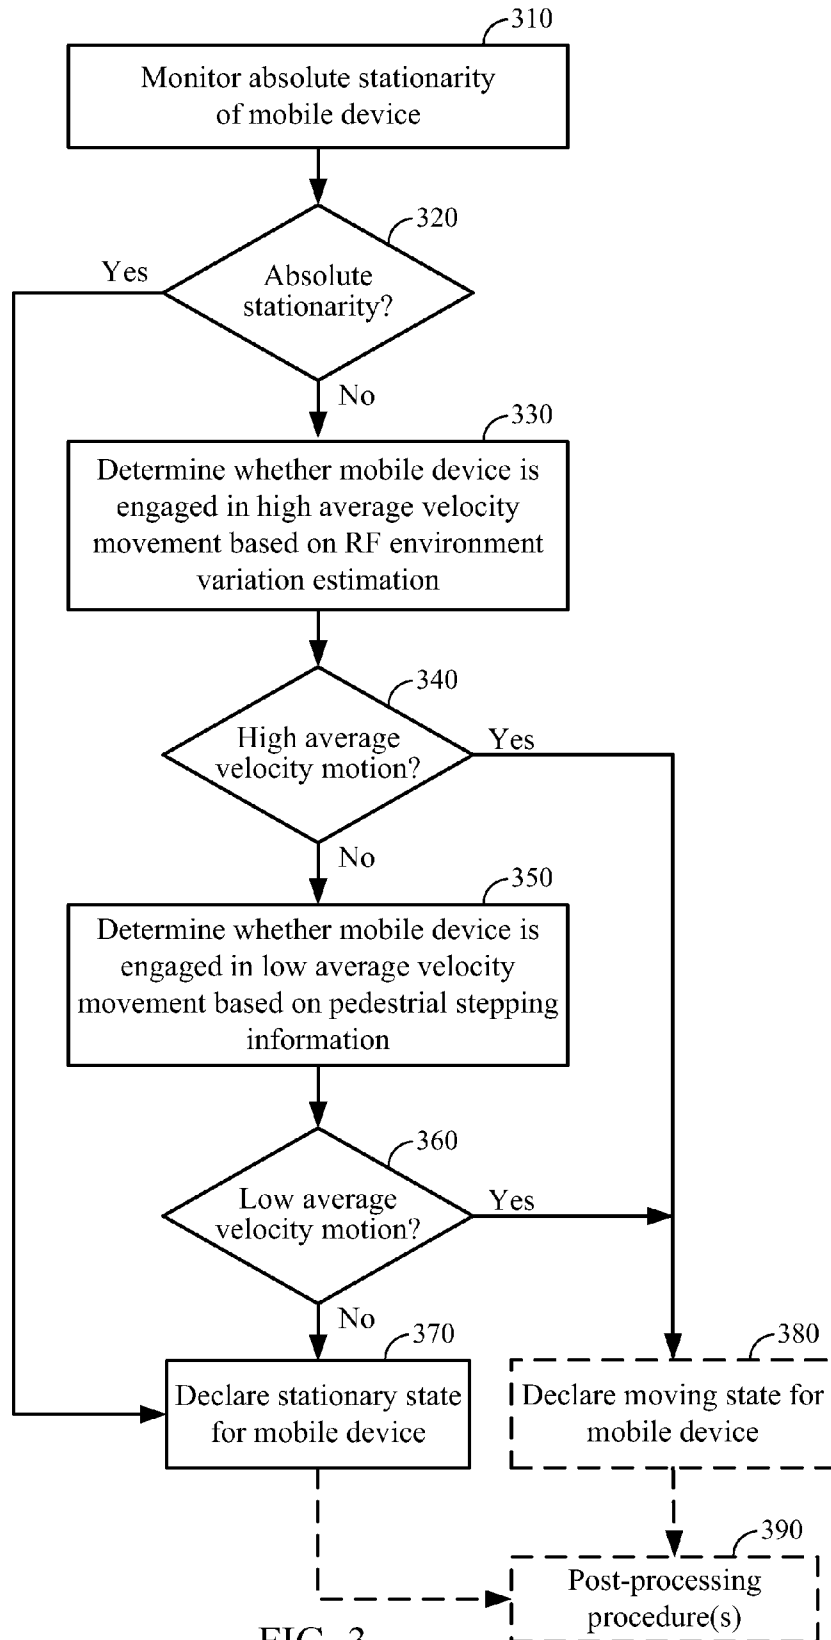 310
Monitor absolute stationarity
of mobile device
320
Yes
Absolute
stationarity?
No
330
Determine whether mobile device is
engaged in high average velocity
movement based on RF environment
variation estimation
340
High average
velocity motion?
Yes
No
350
Determine whether mobile device is
engaged in low average velocity
movement based on pedestrial stepping
information
360
Low average
velocity motion?
Yes
No
370
Declare stationary state
for mobile device
380
Declare moving state for
mobile device
390
Post-processing
procedure(s)
FIG. 3